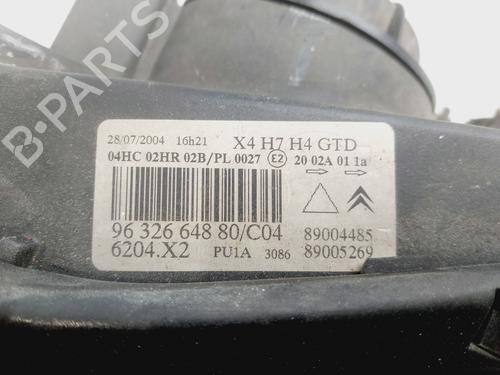 28/07/2004 16h21 X4 H7 H4 GTD
04HC 02HR 02B/PL 0027 E2 20 02A 01 1a
96 326 648 80/C04 89004485
6204.X2 PU1A 3086 89005269
B-PARTS